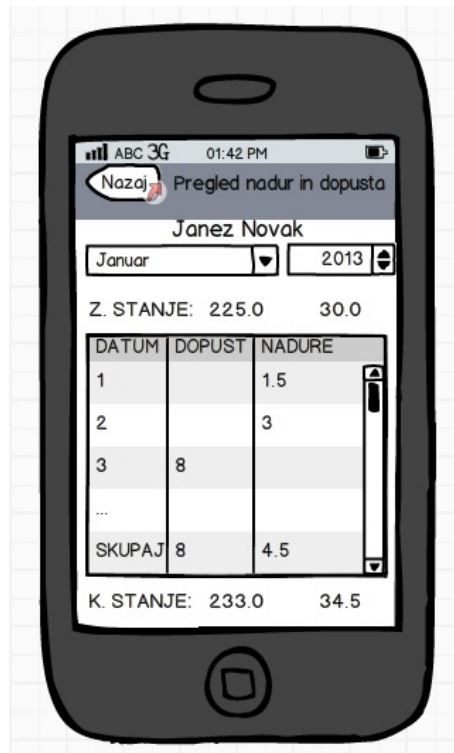 ABC 3G 01:42 PM
Nazaj Pregled nadur in dopusta
Janez Novak
Januar 2013
Z. STANJE: 225.0 30.0
DATUM DOPUST NADURE
1 1.5
2 3
3 8
...
SKUPAJ 8 4.5
K. STANJE: 233.0 34.5